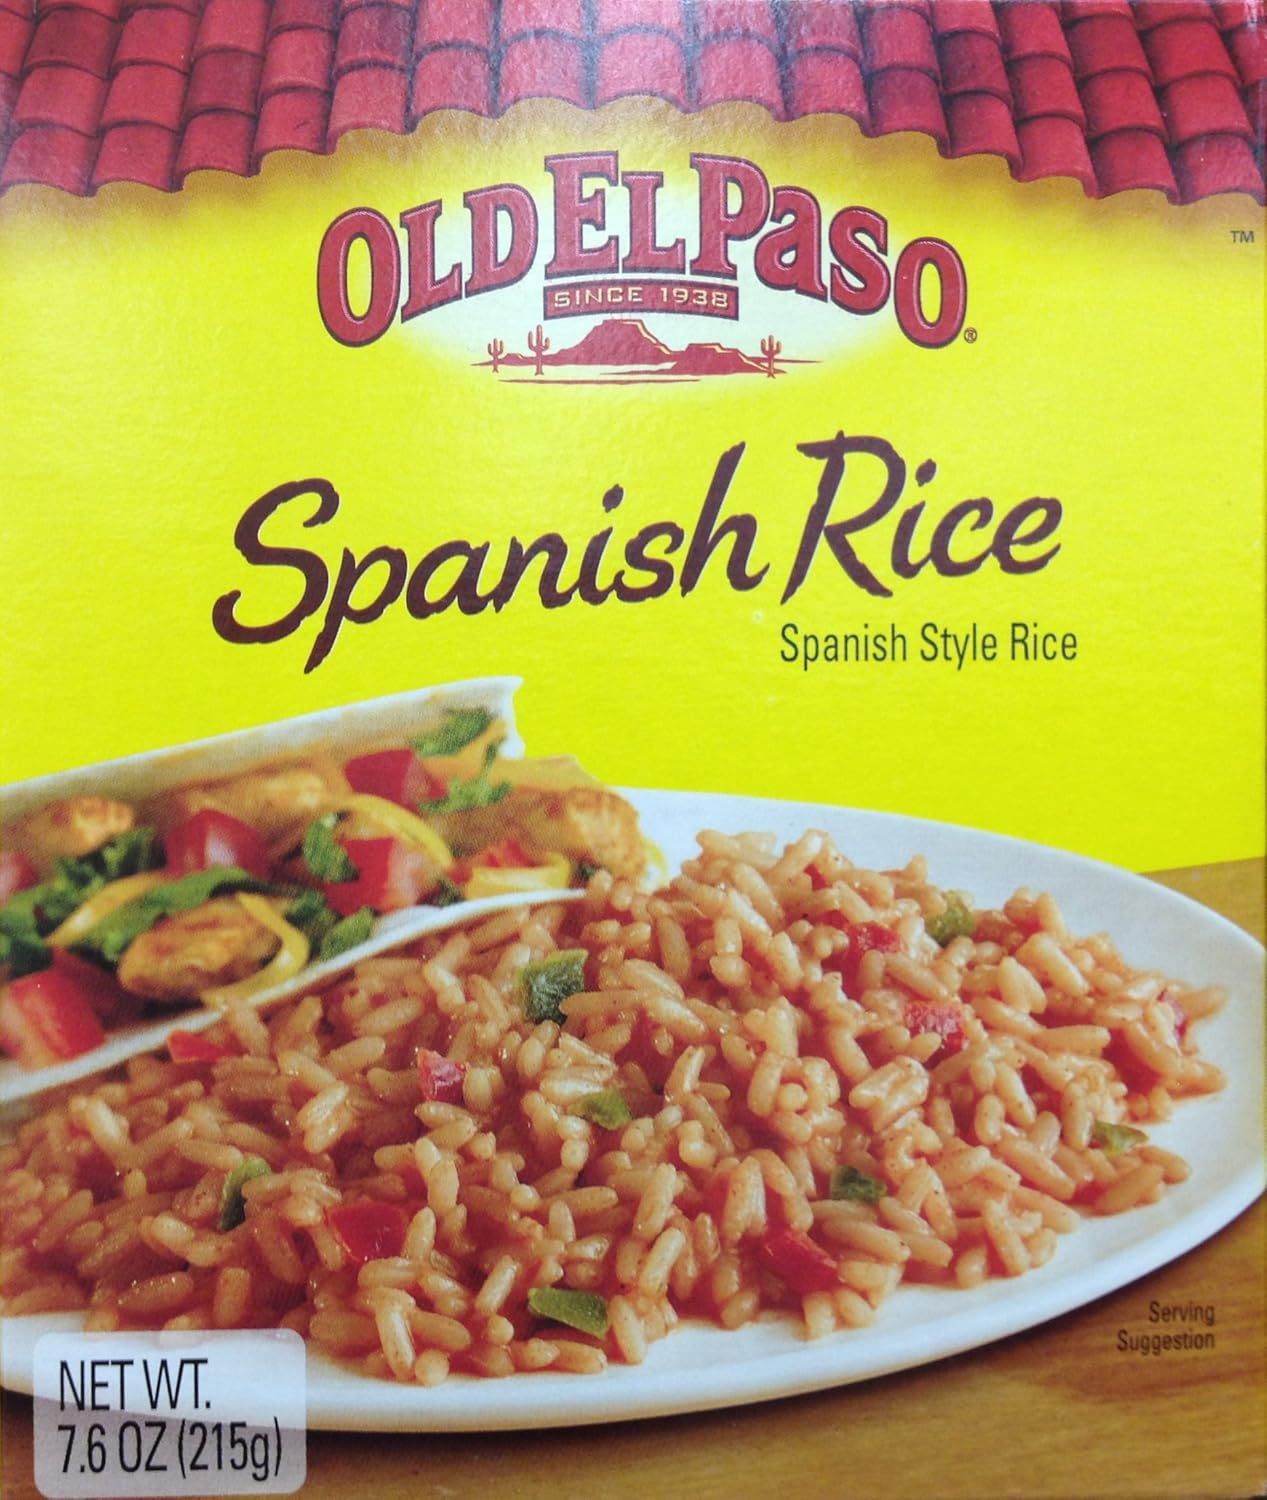 OLD EL PASO®
SINCE 1938
TM
Spanish Rice
Spanish Style Rice
Serving
Suggestion
NET WT.
7.6 OZ (215g)